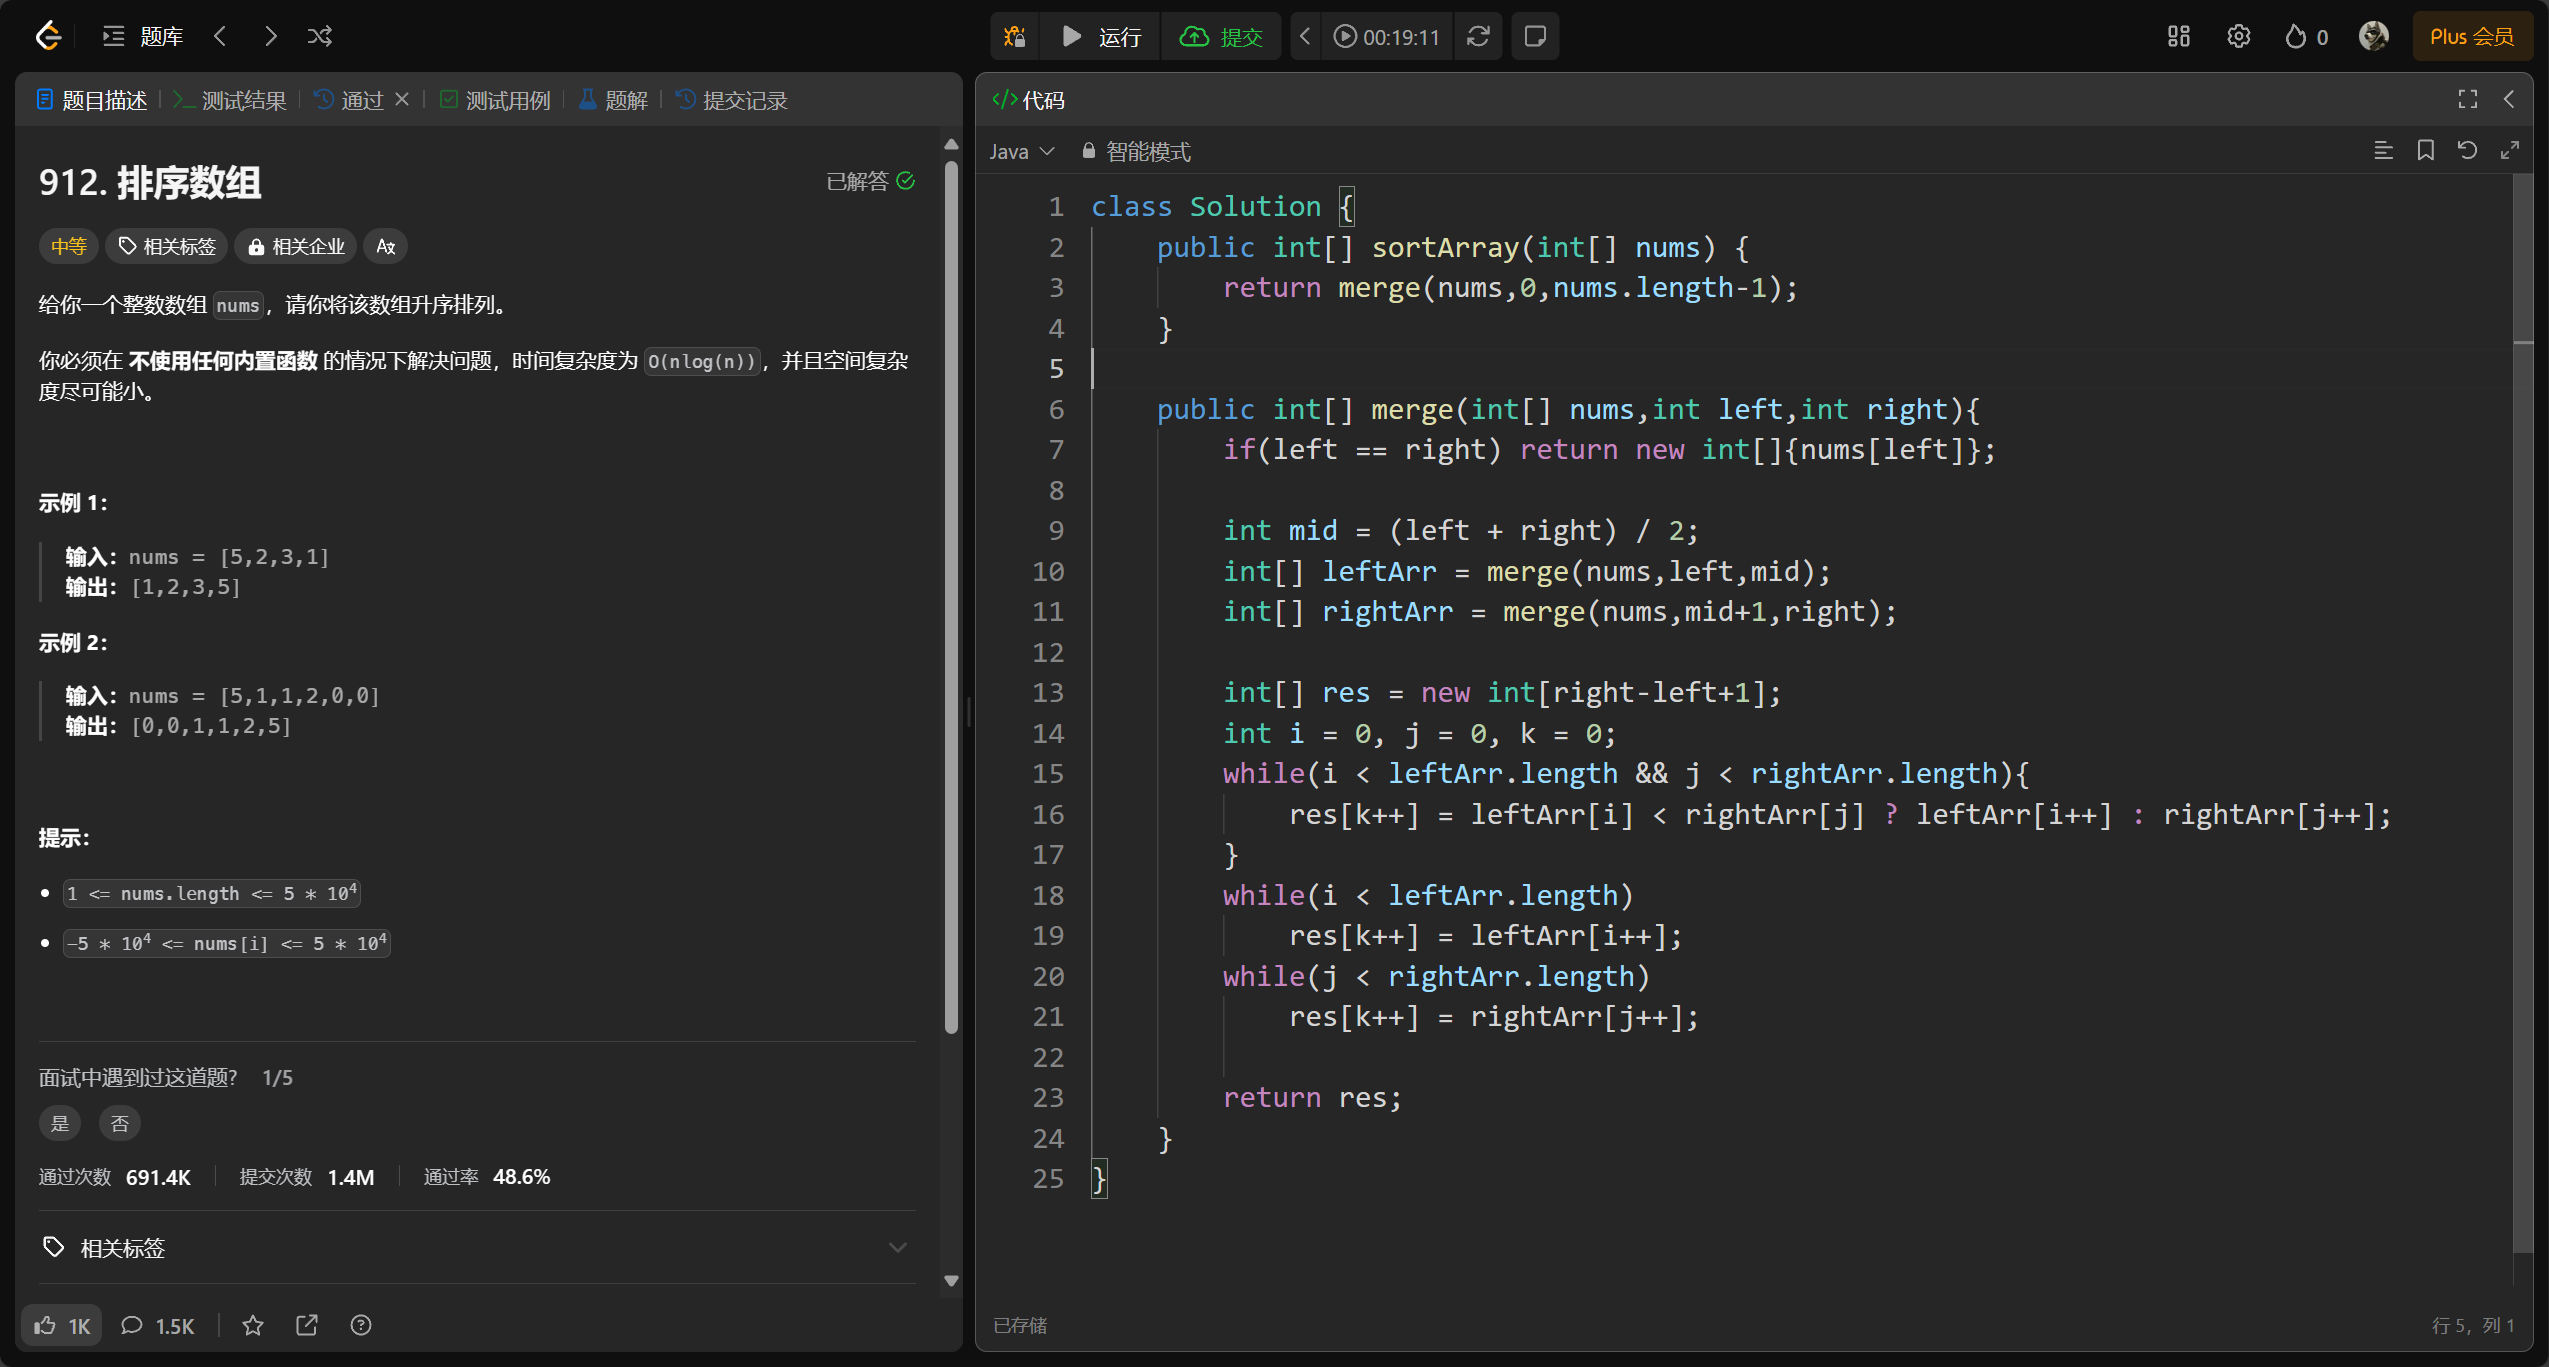 题库
运行
提交
00:19:11
0
Plus 会员
题目描述
测试结果
通过
测试用例
题解
提交记录
912. 排序数组
已解答
中等
相关标签
相关企业
给你一个整数数组 nums，请你将该数组升序排列。
你必须在 不使用任何内置函数 的情况下解决问题，时间复杂度为 O(nlog(n))，并且空间复杂
度尽可能小。
示例 1：
输入：nums = [5,2,3,1]
输出：[1,2,3,5]
示例 2：
输入：nums = [5,1,1,2,0,0]
输出：[0,0,1,1,2,5]
提示：
1 <= nums.length <= 5 * 10⁴
-5 * 10⁴ <= nums[i] <= 5 * 10⁴
面试中遇到过这道题? 1/5
是
否
通过次数 691.4K
提交次数 1.4M
通过率 48.6%
相关标签
1K
1.5K
</> 代码
Java
智能模式
1 class Solution {
2     public int[] sortArray(int[] nums) {
3         return merge(nums,0,nums.length-1);
4     }
5
6     public int[] merge(int[] nums,int left,int right){
7         if(left == right) return new int[]{nums[left]};
8
9         int mid = (left + right) / 2;
10         int[] leftArr = merge(nums,left,mid);
11         int[] rightArr = merge(nums,mid+1,right);
12
13         int[] res = new int[right-left+1];
14         int i = 0, j = 0, k = 0;
15         while(i < leftArr.length && j < rightArr.length){
16             res[k++] = leftArr[i] < rightArr[j] ? leftArr[i++] : rightArr[j++];
17         }
18         while(i < leftArr.length)
19             res[k++] = leftArr[i++];
20         while(j < rightArr.length)
21             res[k++] = rightArr[j++];
22
23         return res;
24     }
25 }
已存储
行 5，列 1